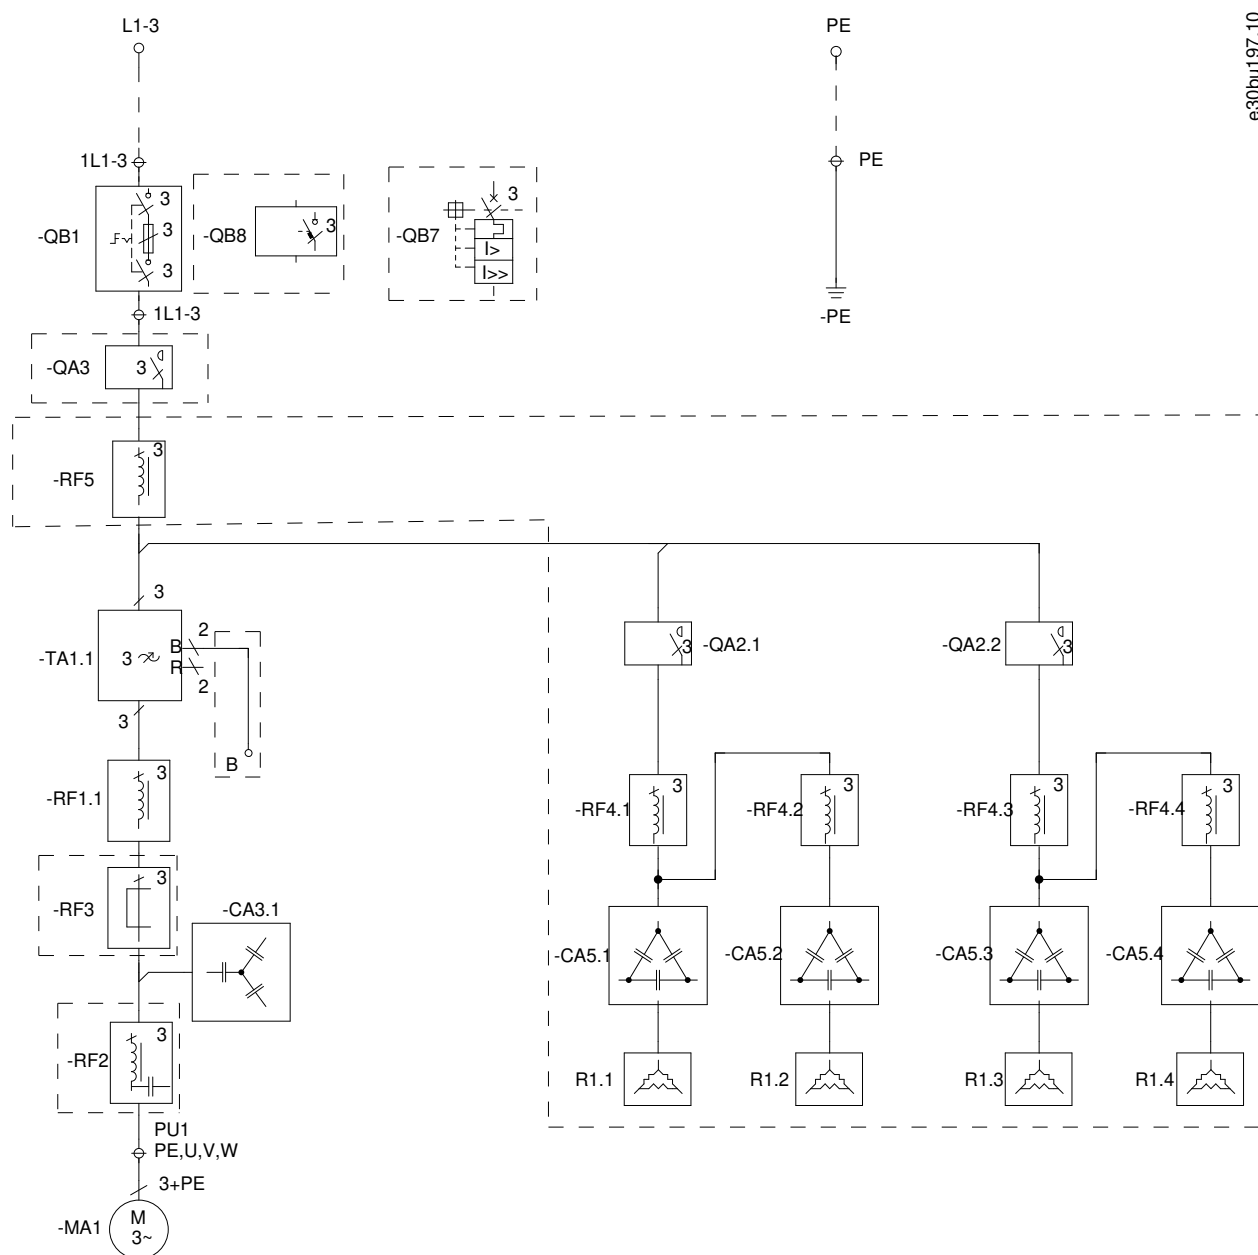 L1-3
PE
e30bu197.10
1L1-3
PE
3
3
3
-QB1
-QB8
3
-QB7
3
I>
I>>
1L1-3
-PE
-QA3
3
-RF5
3
3
-TA1.1
3
B
2
R
2
3
B
-QA2.1
3
-QA2.2
3
-RF1.1
3
-RF4.1
3
-RF4.2
3
-RF4.3
3
-RF4.4
3
-RF3
3
-CA3.1
-CA5.1
-CA5.2
-CA5.3
-CA5.4
-RF2
3
R1.1
R1.2
R1.3
R1.4
PU1
PE,U,V,W
3+PE
-MA1
M
3~